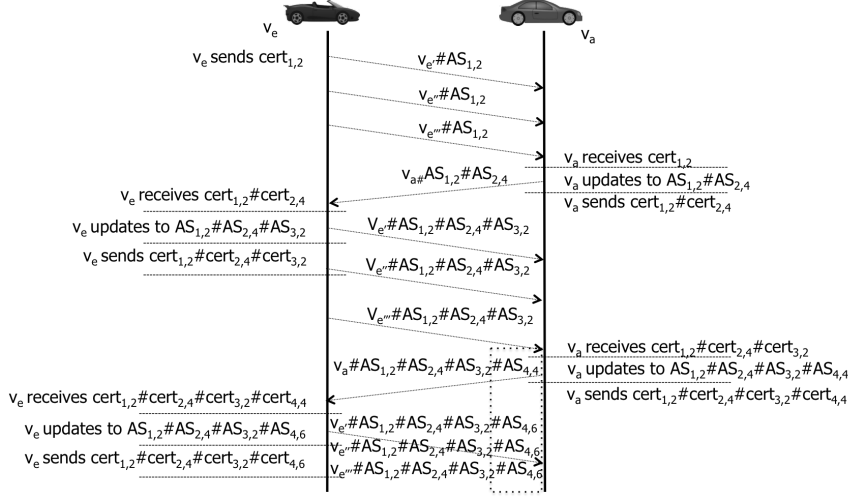 v_e
v_a
v_e sends cert_1,2
v_e'#AS_1,2
v_e''#AS_1,2
v_e'''#AS_1,2
v_a receives cert_1,2
v_a#AS_1,2#AS_2,4
v_a updates to AS_1,2#AS_2,4
v_e receives cert_1,2#cert_2,4
v_a sends cert_1,2#cert_2,4
v_e updates to AS_1,2#AS_2,4#AS_3,2
V_e'#AS_1,2#AS_2,4#AS_3,2
v_e sends cert_1,2#cert_2,4#cert_3,2
V_e''#AS_1,2#AS_2,4#AS_3,2
V_e'''#AS_1,2#AS_2,4#AS_3,2
v_a receives cert_1,2#cert_2,4#cert_3,2
v_a#AS_1,2#AS_2,4#AS_3,2#AS_4,4
v_a updates to AS_1,2#AS_2,4#AS_3,2#AS_4,4
v_e receives cert_1,2#cert_2,4#cert_3,2#cert_4,4
v_a sends cert_1,2#cert_2,4#cert_3,2#cert_4,4
v_e updates to AS_1,2#AS_2,4#AS_3,2#AS_4,6
v_e'#AS_1,2#AS_2,4#AS_3,2#AS_4,6
v_e''#AS_1,2#AS_2,4#AS_3,2#AS_4,6
v_e sends cert_1,2#cert_2,4#cert_3,2#cert_4,6
v_e'''#AS_1,2#AS_2,4#AS_3,2#AS_4,6